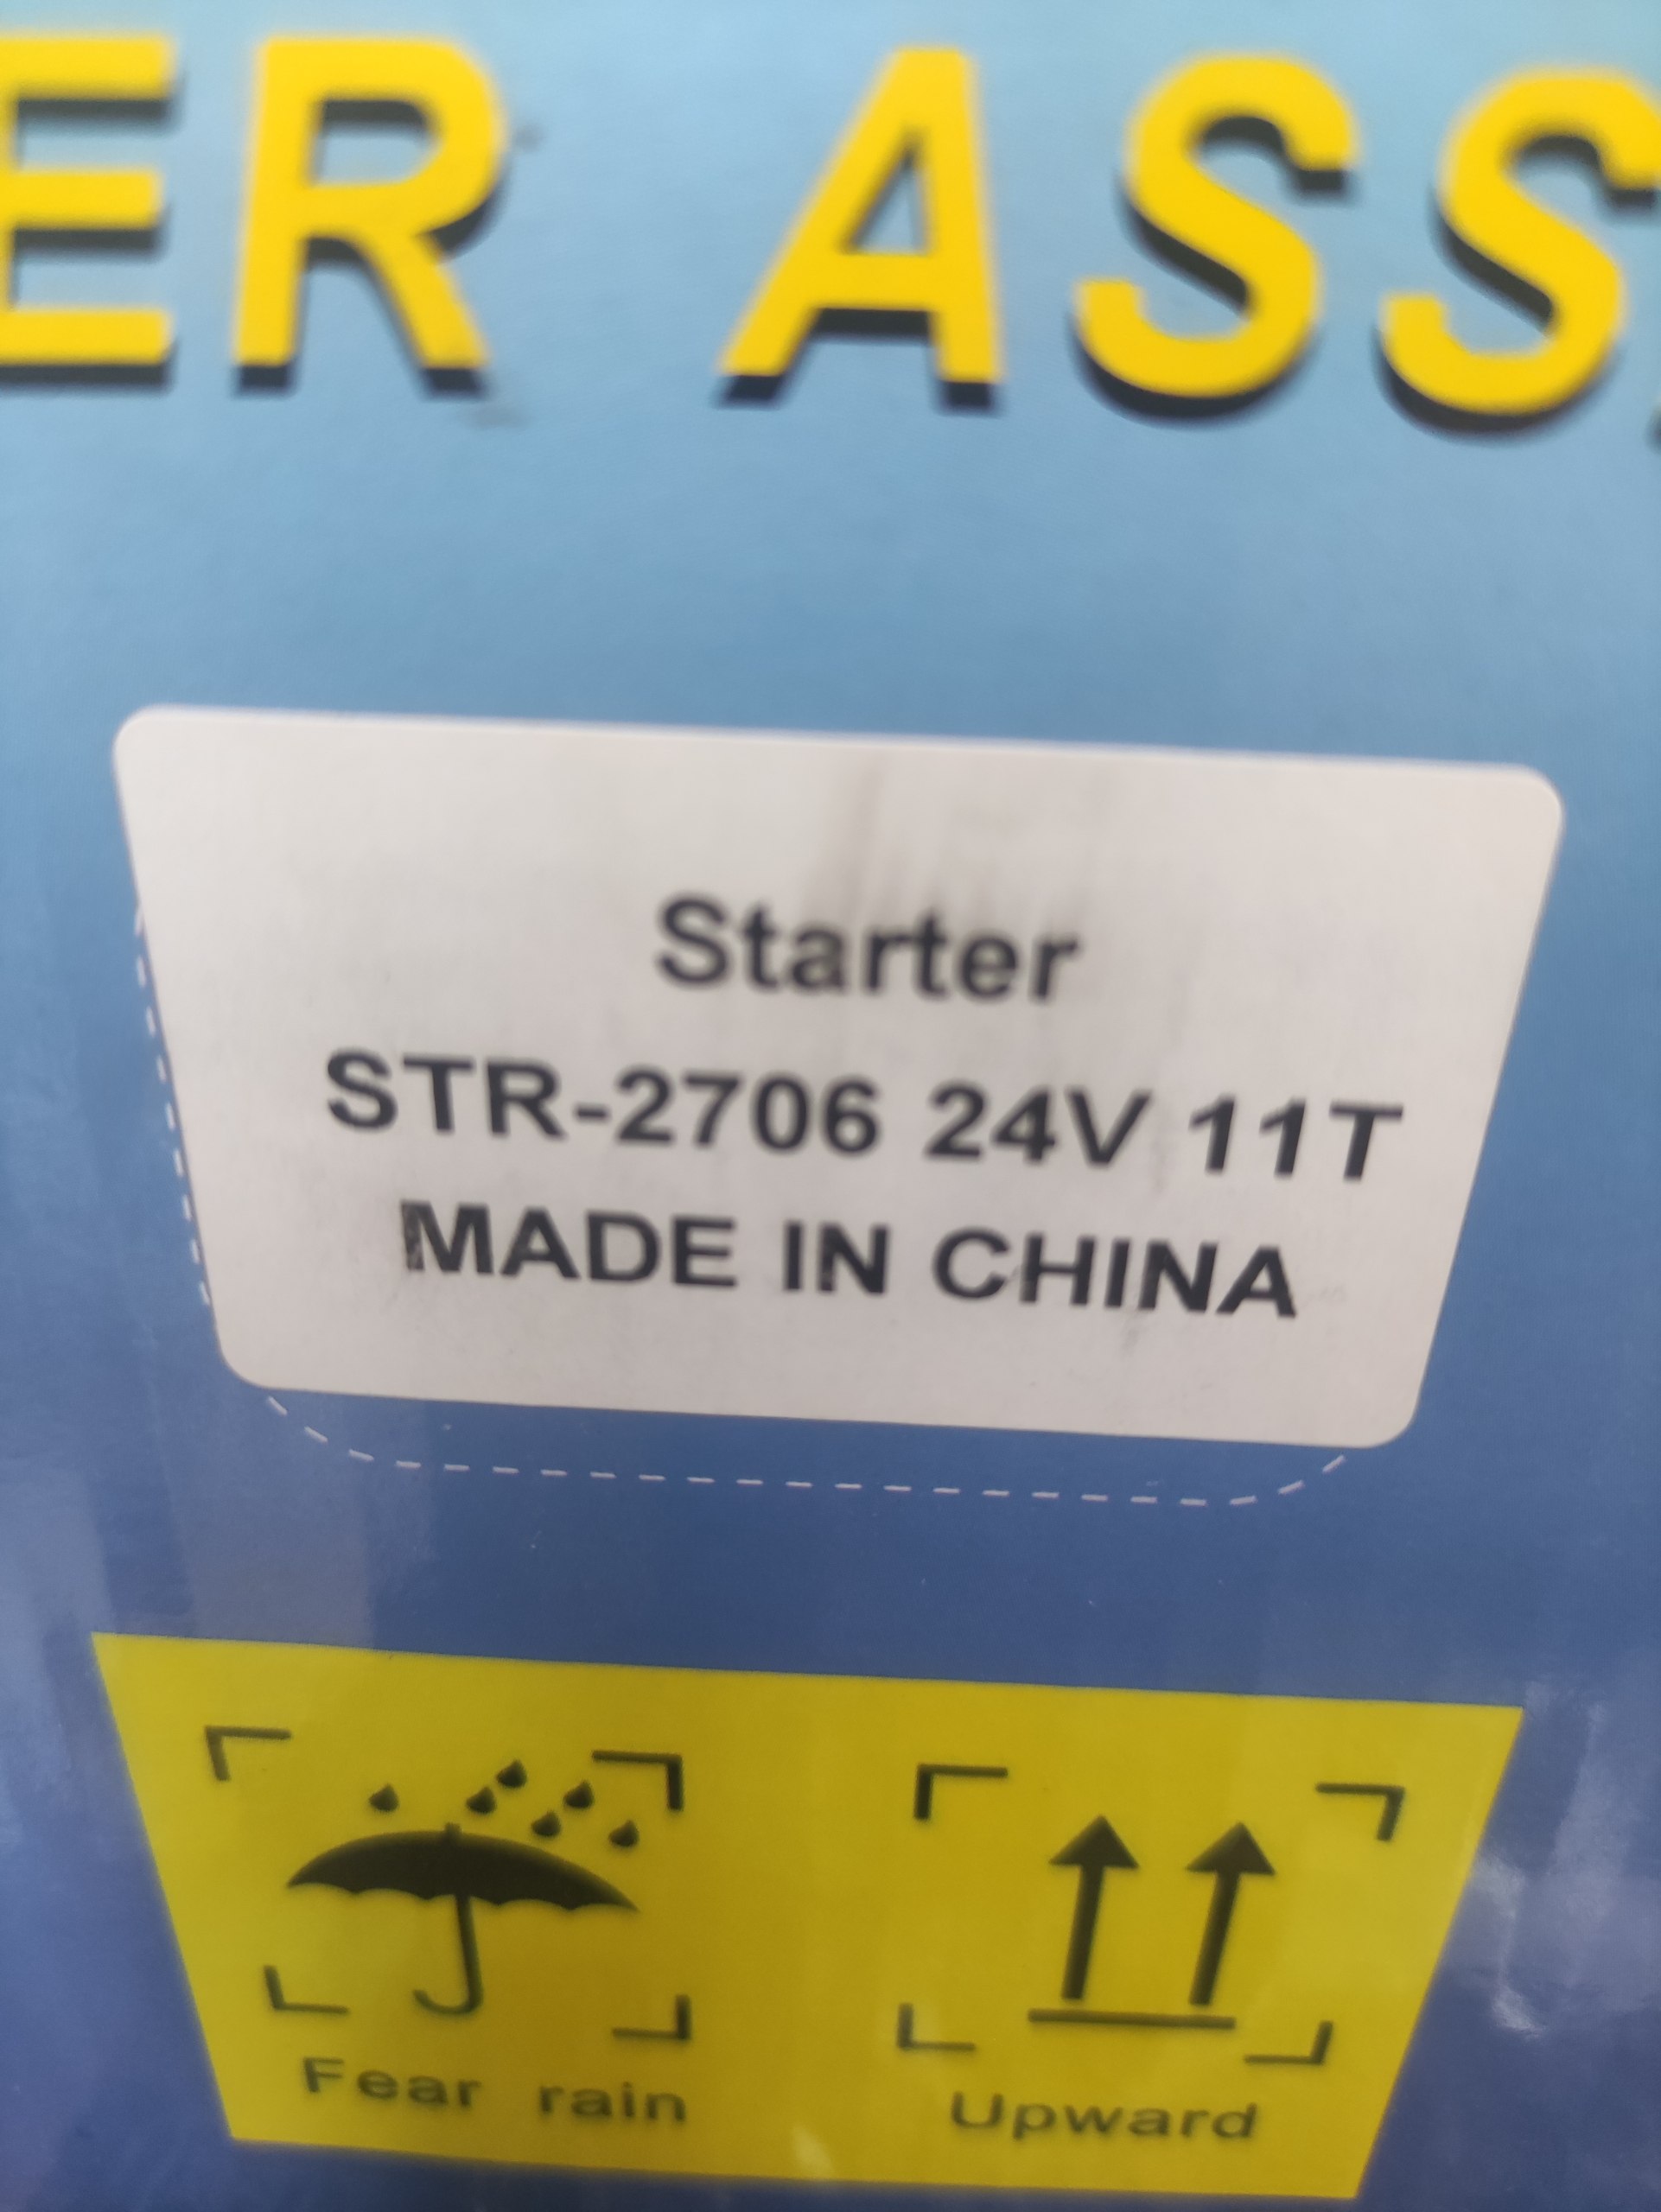 ER ASS
Starter
STR-2706 24V 11T
MADE IN CHINA
Fear rain
Upward